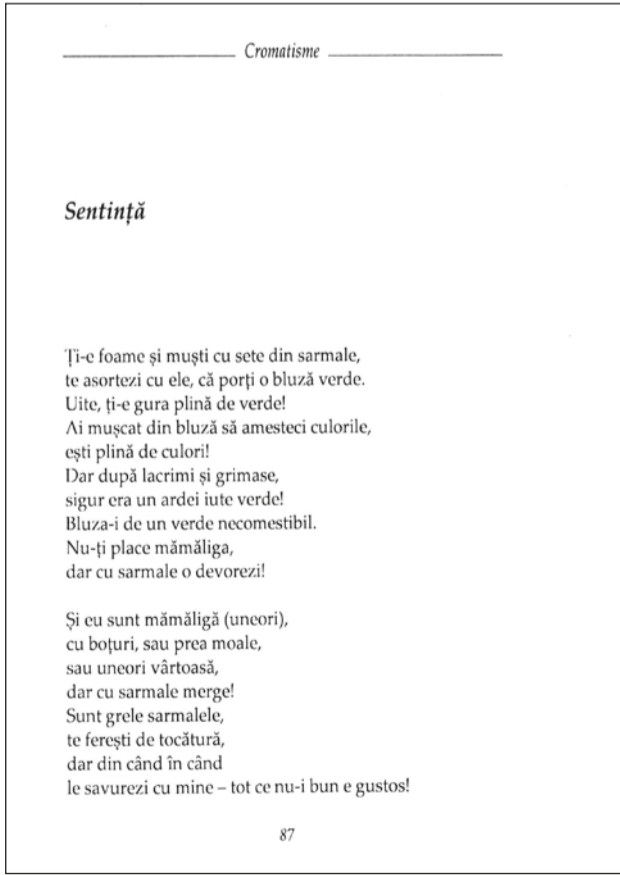 Cromatisme
Sentință
Ți-e foame și muști cu sete din sarmale,
te asortezi cu ele, că porți o bluză verde.
Uite, ți-e gura plină de verde!
Ai mușcat din bluză să amesteci culorile,
ești plină de culori!
Dar după lacrimi și grimase,
sigur era un ardei iute verde!
Bluza-i de un verde necomestibil.
Nu-ți place mămăliga,
dar cu sarmale o devorezi!
Și eu sunt mămăligă (uneori),
cu boțuri, sau prea moale,
sau uneori vârtoasă,
dar cu sarmale merge!
Sunt grele sarmalele,
te ferești de tocătură,
dar din când în când
le savurezi cu mine – tot ce nu-i bun e gustos!
87